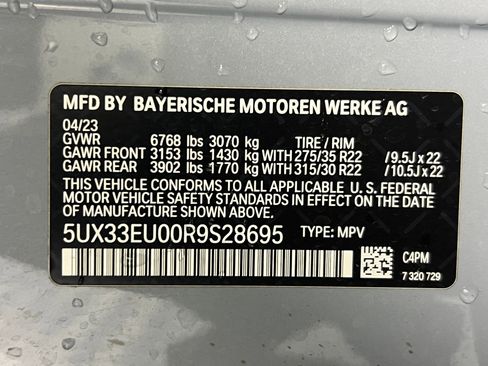 MFD BY BAYERISCHE MOTOREN WERKE AG
04/23
GVWR 6768 lbs 3070 kg TIRE / RIM
GAWR FRONT 3153 lbs 1430 kg WITH 275/35 R22 / 9.5J x 22
GAWR REAR 3902 lbs 1770 kg WITH 315/30 R22 / 10.5J x 22
THIS VEHICLE CONFORMS TO ALL APPLICABLE U. S. FEDERAL
MOTOR VEHICLE SAFETY STANDARDS IN EFFECT ON THE
DATE OF MANUFACTURE SHOWN ABOVE.
5UX33EU00R9S28695 TYPE: MPV
C4PM
7 320 729